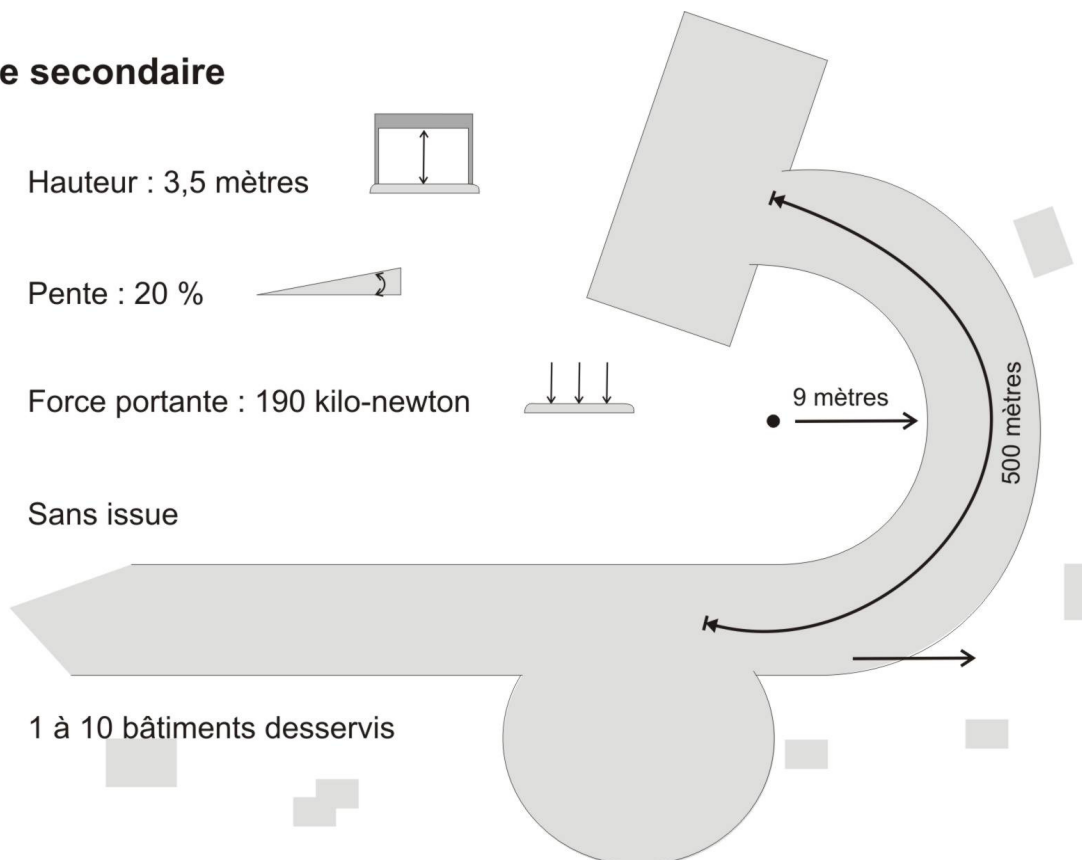 e secondaire
Hauteur : 3,5 mètres
Pente : 20 %
Force portante : 190 kilo-newton
9 mètres
500 mètres
Sans issue
1 à 10 bâtiments desservis